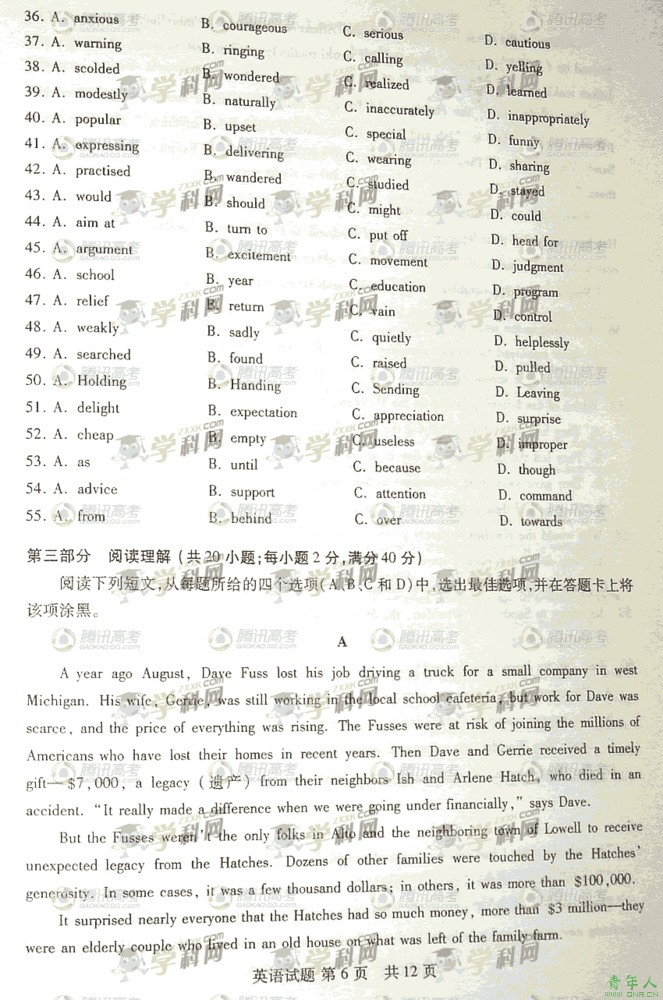 36. A. anxious B. courageous C. serious D. cautious
37. A. warning B. ringing C. calling D. yelling
38. A. scolded B. wondered C. realized D. learned
39. A. modestly B. naturally C. inaccurately D. inappropriately
40. A. popular B. upset C. special D. funny
41. A. expressing B. delivering C. wearing D. sharing
42. A. practised B. wandered C. studied D. stayed
43. A. would B. should C. might D. could
44. A. aim at B. turn to C. put off D. head for
45. A. argument B. excitement C. movement D. judgment
46. A. school B. year C. education D. program
47. A. relief B. return C. vain D. control
48. A. weakly B. sadly C. quietly D. helplessly
49. A. searched B. found C. raised D. pulled
50. A. Holding B. Handing C. Sending D. Leaving
51. A. delight B. expectation C. appreciation D. surprise
52. A. cheap B. empty C. useless D. improper
53. A. as B. until C. because D. though
54. A. advice B. support C. attention D. command
55. A. from B. behind C. over D. towards
第三部分 阅读理解(共20小题;每小题2分,满分40分)
阅读下列短文,从每题所给的四个选项(A、B、C和D)中,选出最佳选项,并在答题卡上将
该项涂黑。
A
A year ago August, Dave Fuss lost his job driving a truck for a small company in west
Michigan. His wife, Gerrie, was still working in the local school cafeteria, but work for Dave was
scarce, and the price of everything was rising. The Fusses were at risk of joining the millions of
Americans who have lost their homes in recent years. Then Dave and Gerrie received a timely
gift—$7,000, a legacy (遗产) from their neighbors Ish and Arlene Hatch, who died in an
accident. “It really made a difference when we were going under financially,” says Dave.
But the Fusses weren't the only folks in Alto and the neighboring town of Lowell to receive
unexpected legacy from the Hatches. Dozens of other families were touched by the Hatches'
generosity. In some cases, it was a few thousand dollars; in others, it was more than $100,000.
It surprised nearly everyone that the Hatches had so much money, more than $3 million—they
were an elderly couple who lived in an old house on what was left of the family farm.
英语试题 第6页 共12页
青年人
www.QNR.CN